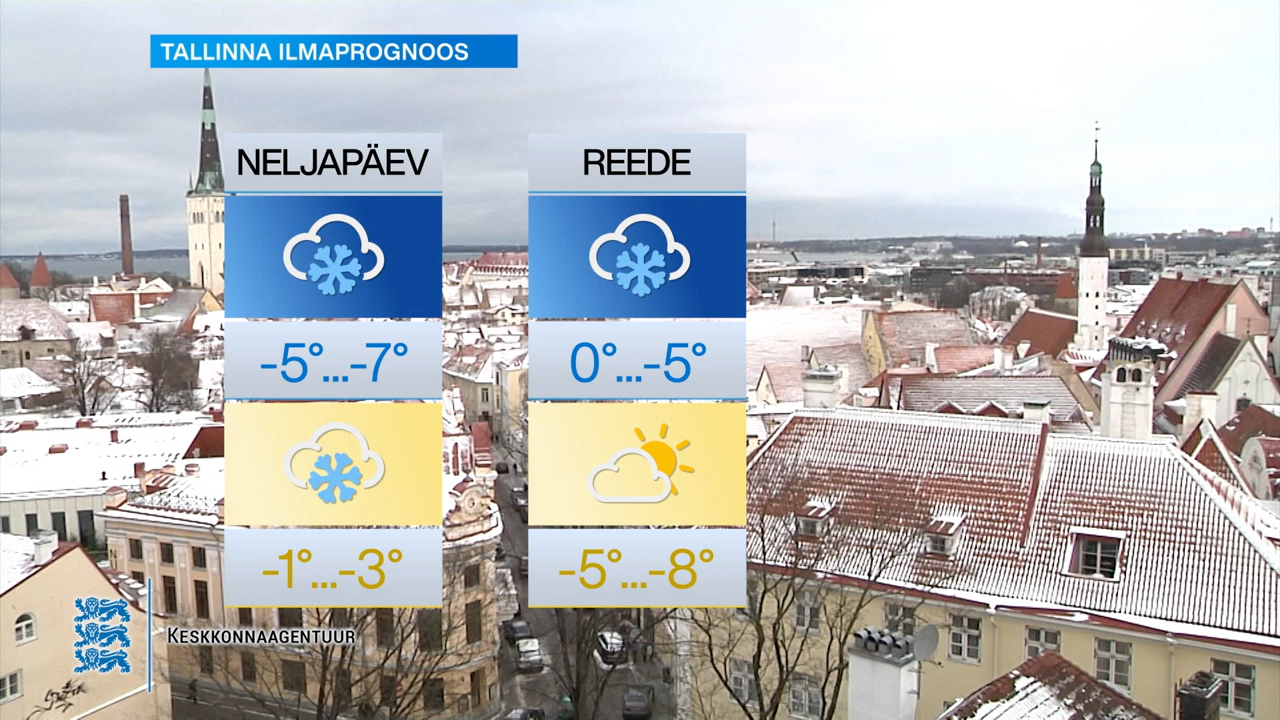 TALLINNA ILMAPROGNOOS
NELJAPÄEV
-5°...-7°
-1°...-3°
REEDE
0°...-5°
-5°...-8°
KESKKONNAAGENTUUR